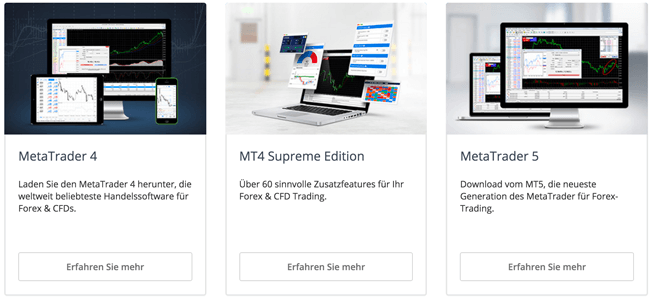 MetaTrader 4
Laden Sie den MetaTrader 4 herunter, die
weltweit beliebteste Handelssoftware für
Forex & CFDs.
Erfahren Sie mehr
MT4 Supreme Edition
Über 60 sinnvolle Zusatzfeatures für Ihr
Forex & CFD Trading.
Erfahren Sie mehr
MetaTrader 5
Download vom MT5, die neueste
Generation des MetaTrader für Forex-
Trading.
Erfahren Sie mehr